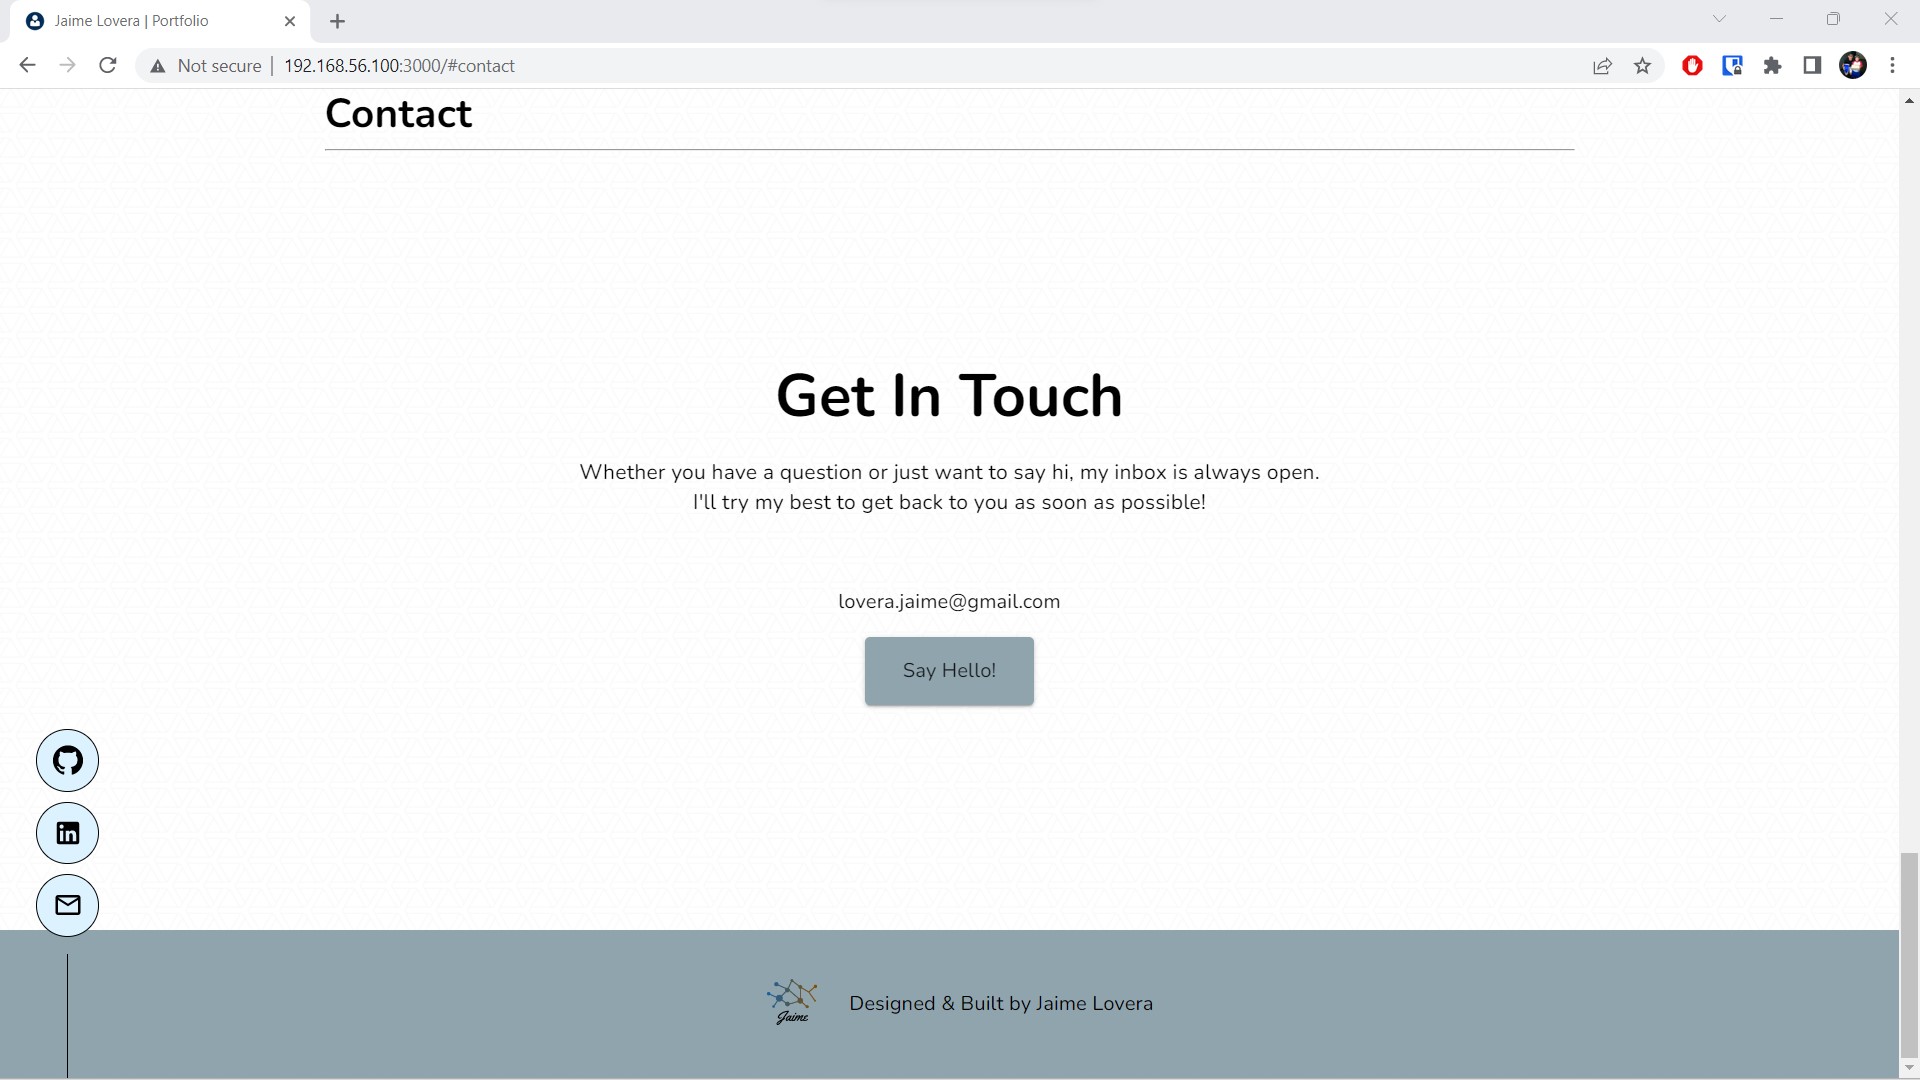 Jaime Lovera | Portfolio
Not secure | 192.168.56.100:3000/#contact
Contact
Get In Touch
Whether you have a question or just want to say hi, my inbox is always open.
I'll try my best to get back to you as soon as possible!
lovera.jaime@gmail.com
Say Hello!
in
Jaime
Designed & Built by Jaime Lovera